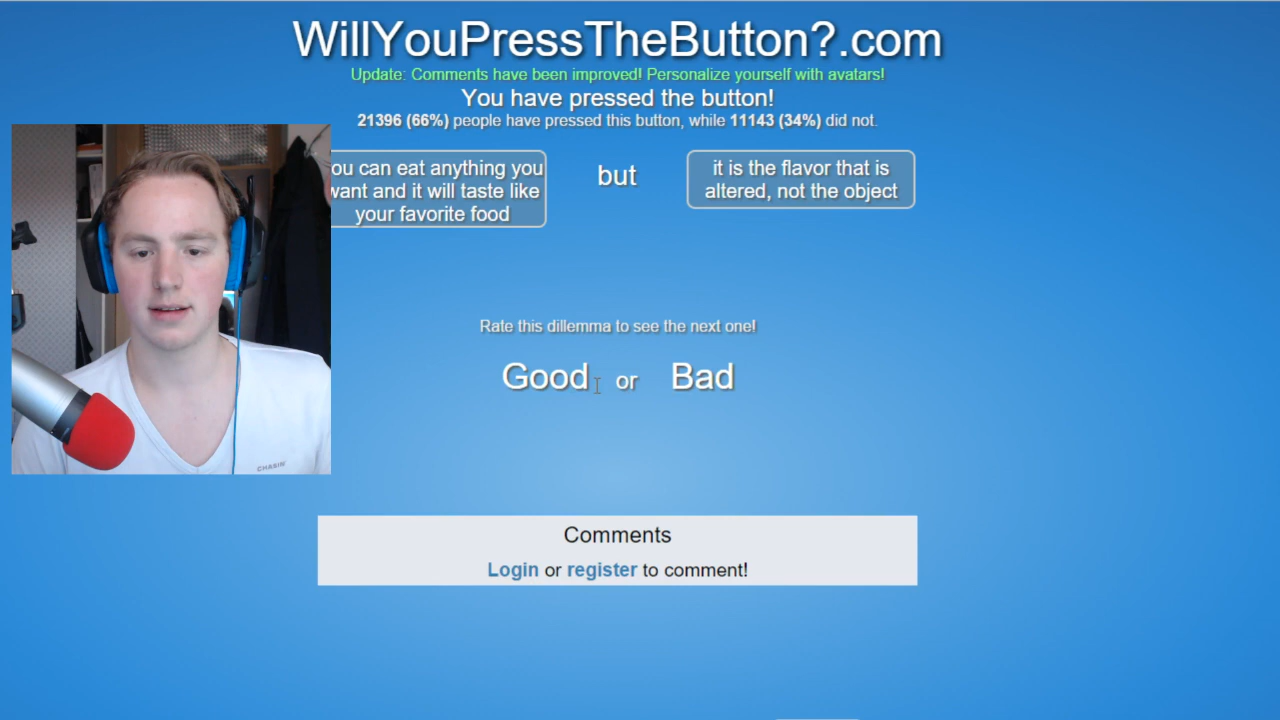 WillYouPressTheButton?.com
Update: Comments have been improved! Personalize yourself with avatars!
You have pressed the button!
21396 (66%) people have pressed this button, while 11143 (34%) did not.
ou can eat anything you
want and it will taste like
your favorite food
but
it is the flavor that is
altered, not the object
Rate this dillemma to see the next one!
Good or Bad
CHASIN'
Comments
Login or register to comment!